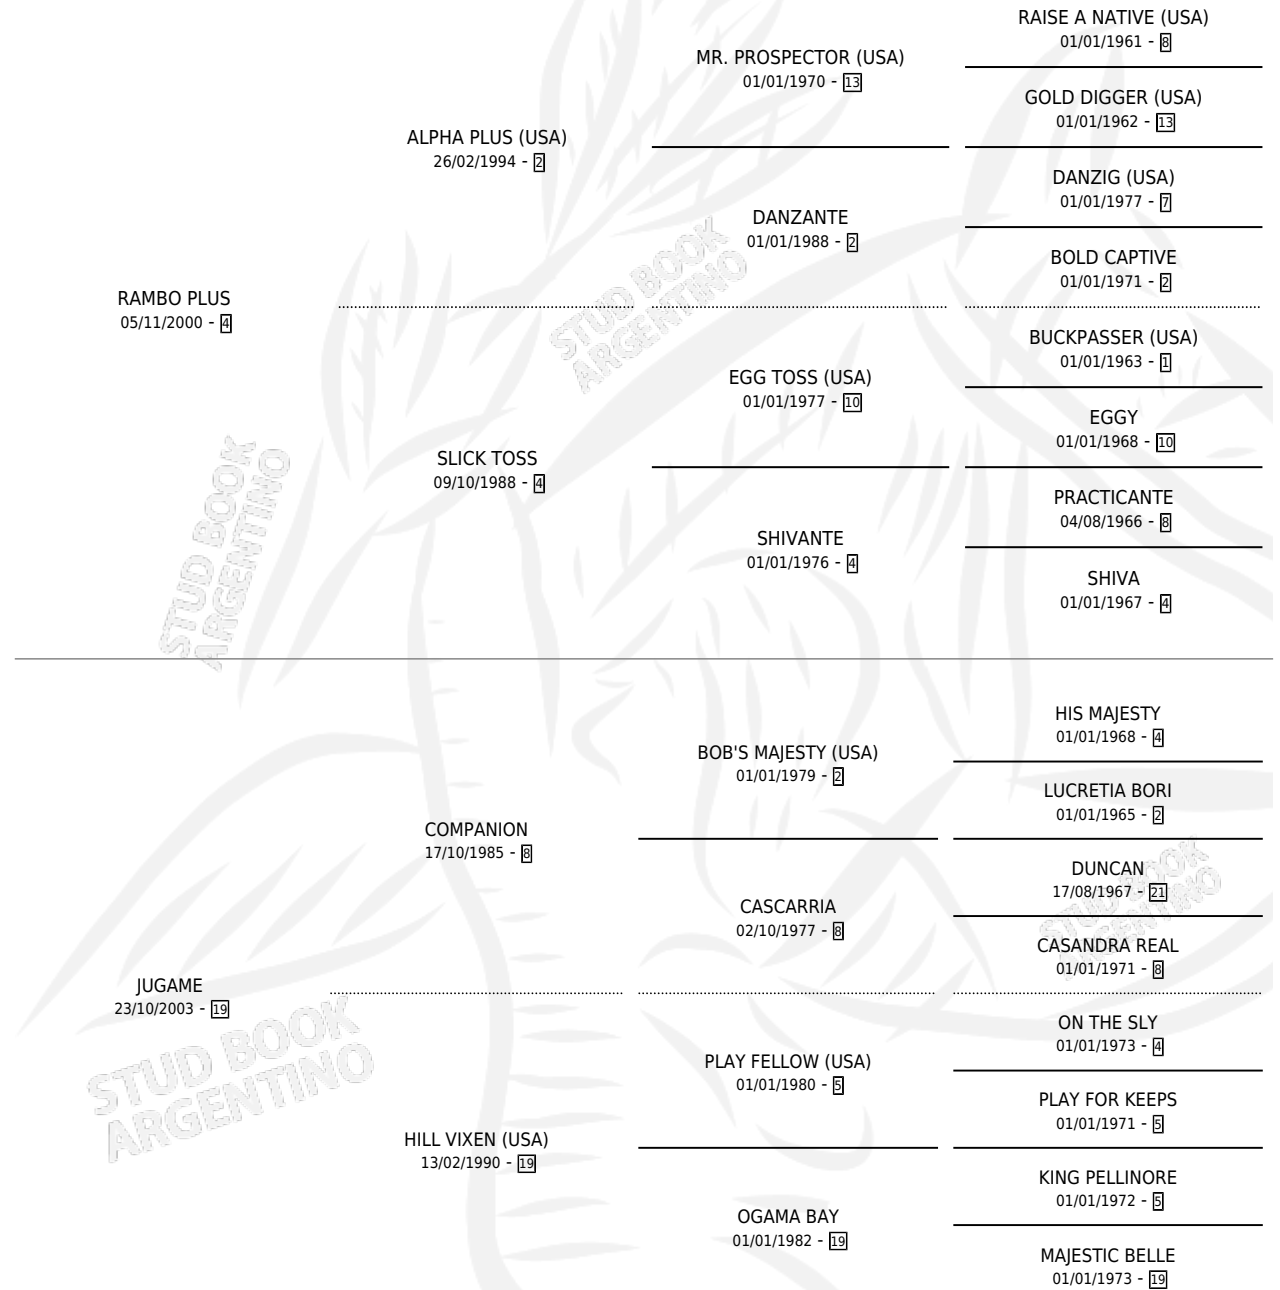 RAISE A NATIVE (USA)
01/01/1961 - 8
MR. PROSPECTOR (USA)
01/01/1970 - 13
GOLD DIGGER (USA)
01/01/1962 - 13
ALPHA PLUS (USA)
26/02/1994 - 2
DANZIG (USA)
01/01/1977 - 7
DANZANTE
01/01/1988 - 2
BOLD CAPTIVE
01/01/1971 - 2
RAMBO PLUS
05/11/2000 - 4
BUCKPASSER (USA)
01/01/1963 - 1
EGG TOSS (USA)
01/01/1977 - 10
EGGY
01/01/1968 - 10
SLICK TOSS
09/10/1988 - 4
PRACTICANTE
04/08/1966 - 8
SHIVANTE
01/01/1976 - 4
SHIVA
01/01/1967 - 4
HIS MAJESTY
01/01/1968 - 4
BOB'S MAJESTY (USA)
01/01/1979 - 2
LUCRETIA BORI
01/01/1965 - 2
COMPANION
17/10/1985 - 8
DUNCAN
17/08/1967 - 21
CASCARRIA
02/10/1977 - 8
CASANDRA REAL
01/01/1971 - 8
JUGAME
23/10/2003 - 19
ON THE SLY
01/01/1973 - 4
PLAY FELLOW (USA)
01/01/1980 - 5
PLAY FOR KEEPS
01/01/1971 - 5
HILL VIXEN (USA)
13/02/1990 - 19
KING PELLINORE
01/01/1972 - 5
OGAMA BAY
01/01/1982 - 19
MAJESTIC BELLE
01/01/1973 - 19
STUD BOOK
ARGENTINO
STUD BOOK
ARGENTINO
STUD BOOK
ARGENTINO
STUD BOOK
ARGENTINO